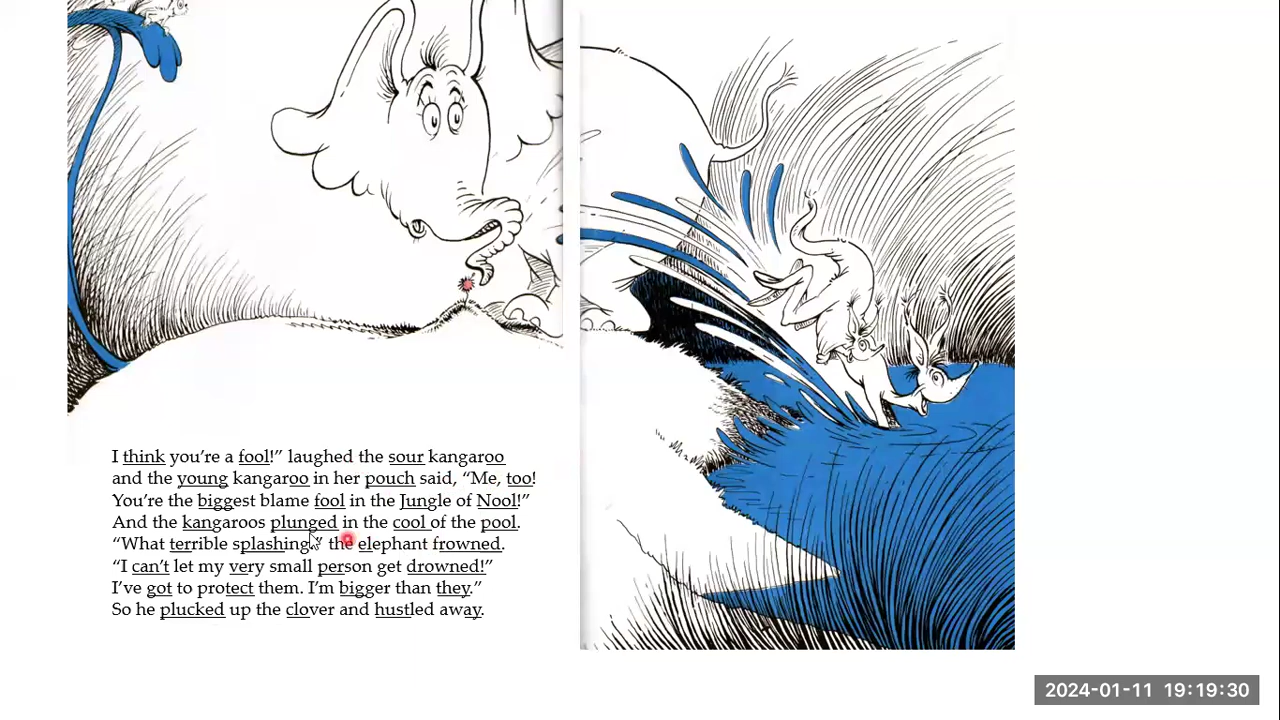 I think you're a fool!” laughed the sour kangaroo
and the young kangaroo in her pouch said, “Me, too!
You're the biggest blame fool in the Jungle of Nool!”
And the kangaroos plunged in the cool of the pool.
“What terrible splashing!” the elephant frowned.
“I can't let my very small person get drowned!”
I've got to protect them. I'm bigger than they.”
So he plucked up the clover and hustled away.
2024-01-11 19:19:30